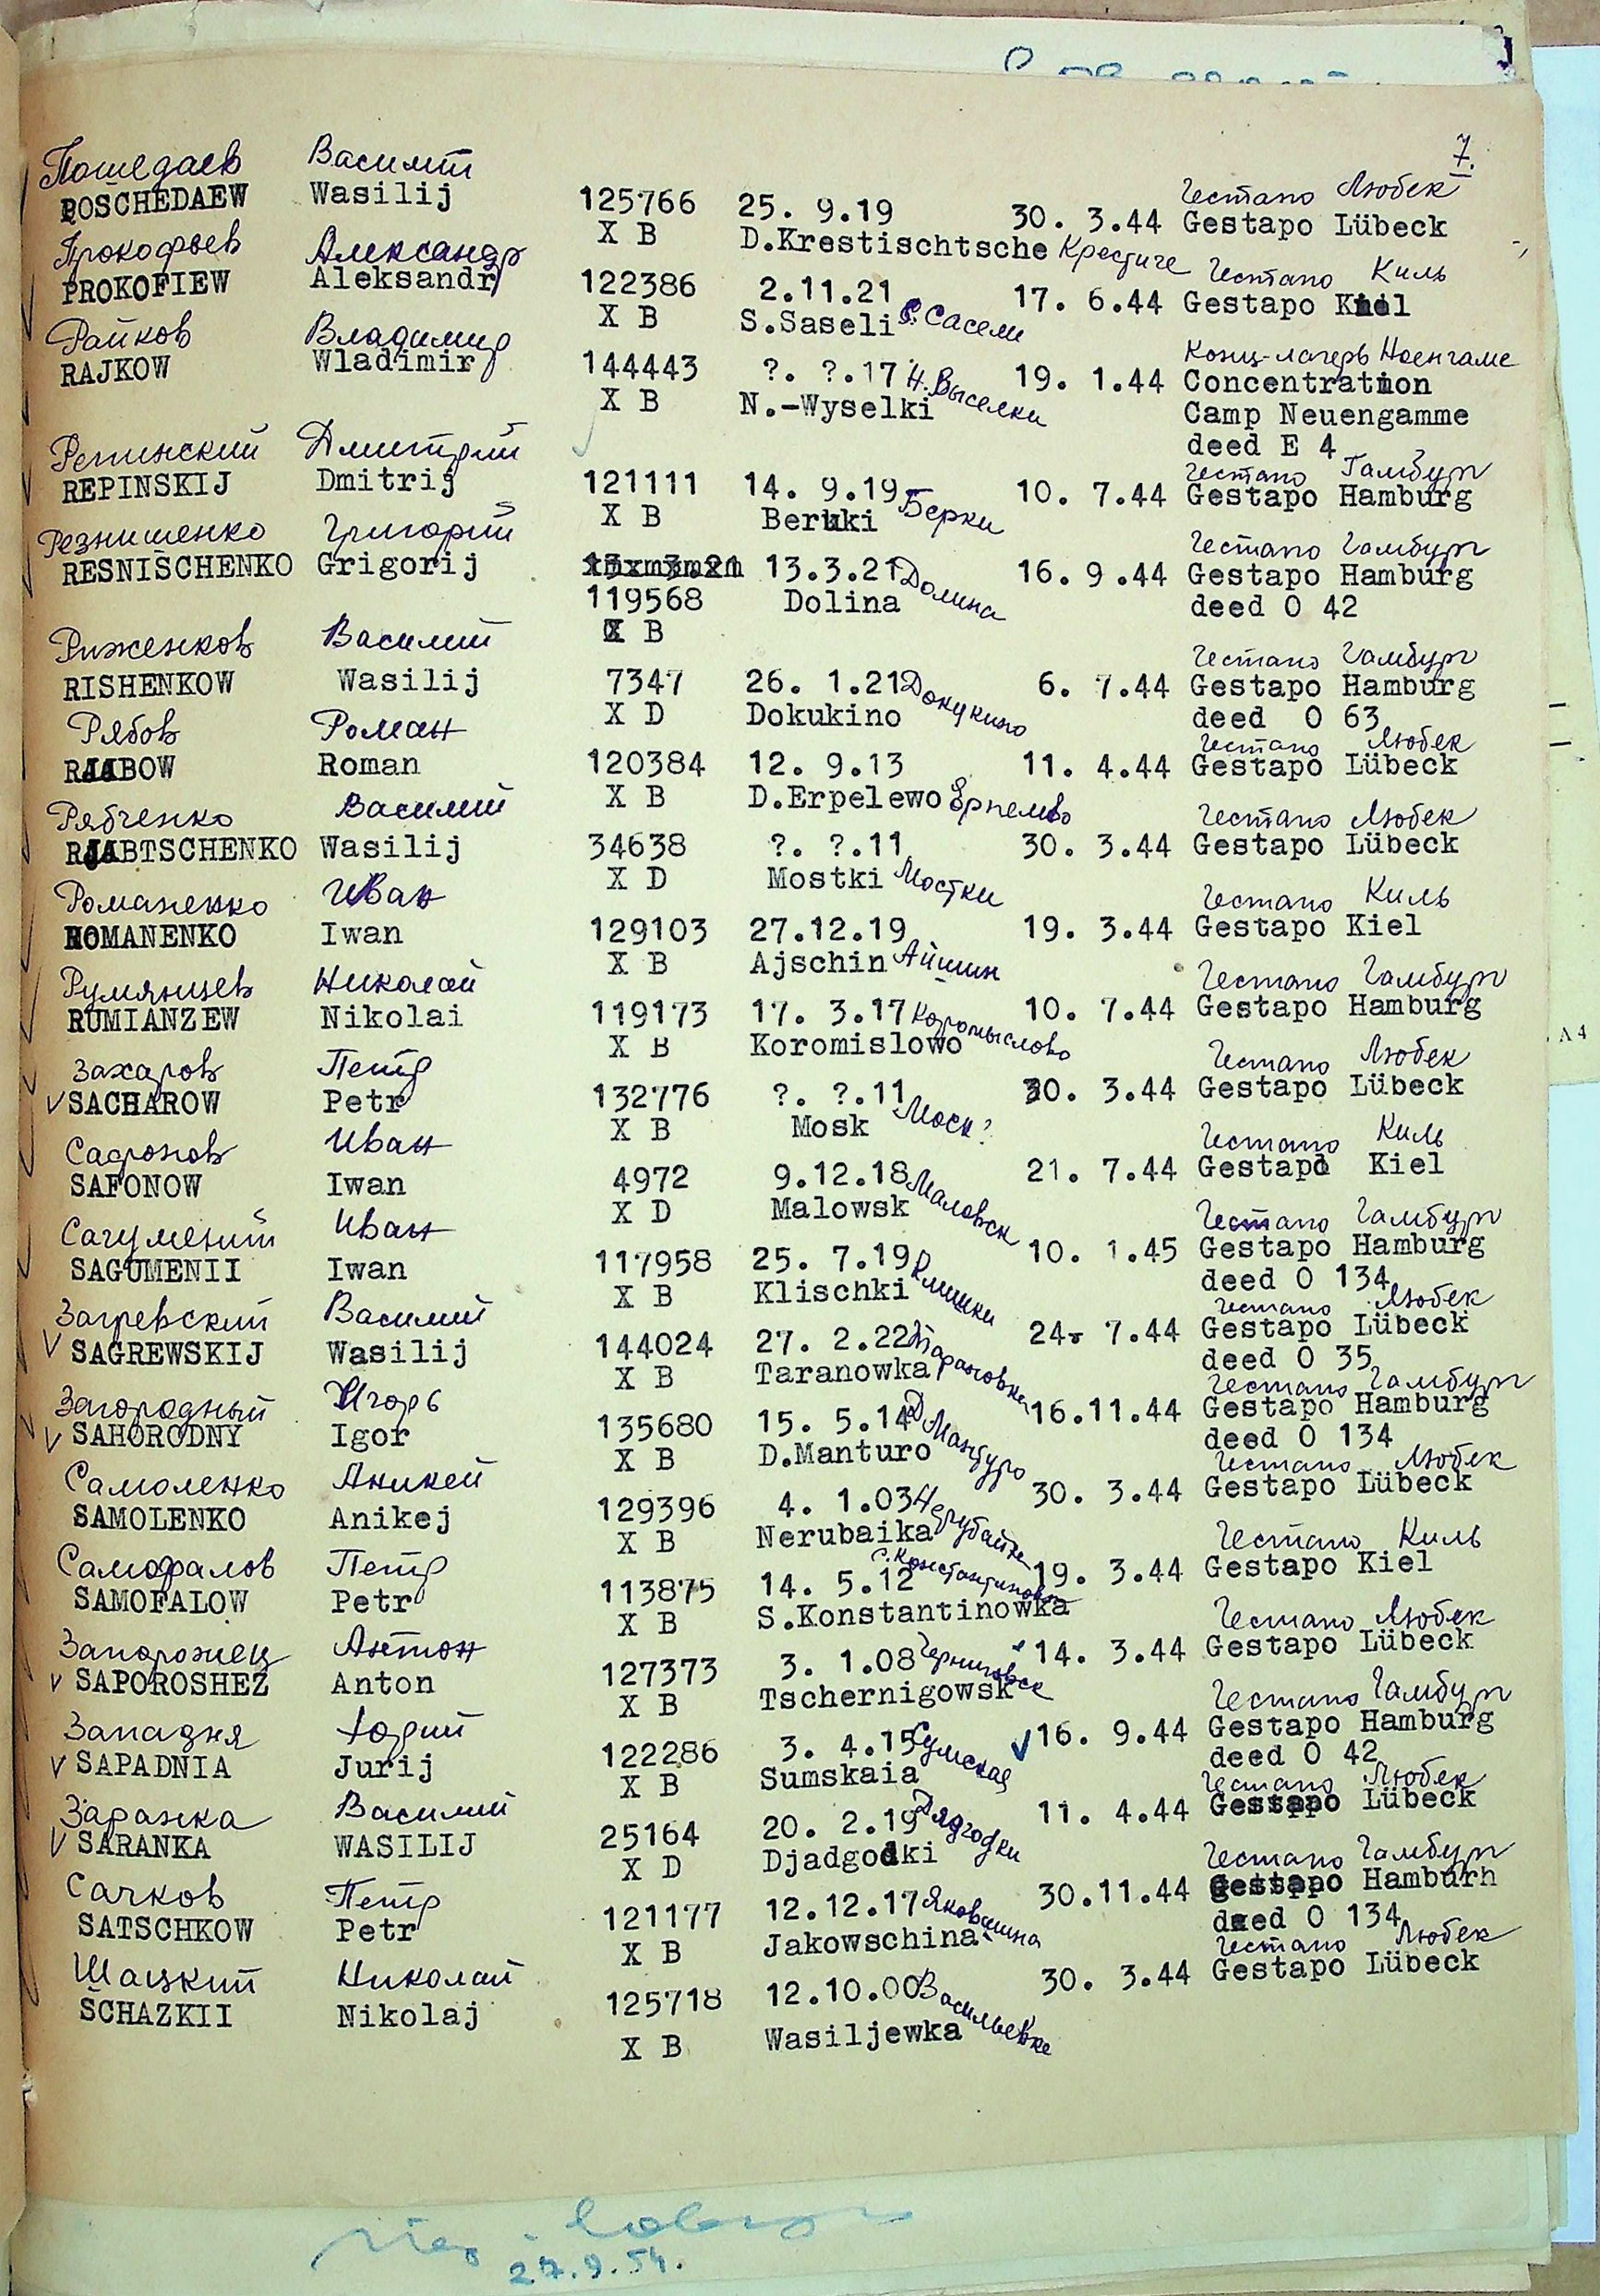 7.
Пошедаев Василий
POSCHEDAEW Wasilij 125766 25. 9.19 30. 3.44 Gestapo Lübeck
Гестапо Любек
X B D.Krestischtsche Крестиче
Прокофьев Александр Гестапо Киль
PROKOFIEW Aleksandr 122386 2.11.21 17. 6.44 Gestapo Kiel
X B S.Saseli С. Сасели
Райков Владимир Конц-лагерь Ноенгаме
RAJKOW Wladimir 144443 ?. ?.17 19. 1.44 Concentration
X B N.-Wyselki Н. Выселки Camp Neuengamme
deed E 4
Репинский Дмитрий Гестапо Гамбург
REPINSKIJ Dmitrij 121111 14. 9.19 10. 7.44 Gestapo Hamburg
X B Berki Берки
Резнишенко Григорий Гестапо Гамбург
RESNISCHENKO Grigorij 13.3.21 16. 9.44 Gestapo Hamburg
119568 Dolina Долина deed O 42
X B
Риженков Василий Гестапо Гамбург
RISHENKOW Wasilij 7347 26. 1.21 6. 7.44 Gestapo Hamburg
X D Dokukino Докукино deed O 63
Рябов Роман Гестапо Любек
RJABOW Roman 120384 12. 9.13 11. 4.44 Gestapo Lübeck
X B D.Erpelewo Ерпелево
Рябченко Василий Гестапо Любек
RJABTSCHENKO Wasilij 34638 ?. ?.11 30. 3.44 Gestapo Lübeck
X D Mostki Мостки
Романенко Иван Гестапо Киль
ROMANENKO Iwan 129103 27.12.19 19. 3.44 Gestapo Kiel
X B Ajschin Айшин
Румянцев Николай Гестапо Гамбург
RUMIANZEW Nikolai 119173 17. 3.17 10. 7.44 Gestapo Hamburg
X B Koromislowo Коромыслово
Захаров Петр Гестапо Любек
SACHAROW Petr 132776 ?. ?.11 30. 3.44 Gestapo Lübeck
X B Mosk Моск?
Сафонов Иван Гестапо Киль
SAFONOW Iwan 4972 9.12.18 21. 7.44 Gestapo Kiel
X D Malowsk Маловск
Сагумений Иван Гестапо Гамбург
SAGUMENII Iwan 117958 25. 7.19 10. 1.45 Gestapo Hamburg
X B Klischki Клишки deed O 134
Загревский Василий Гестапо Любек
SAGREWSKIJ Wasilij 144024 27. 2.22 24. 7.44 Gestapo Lübeck
X B Taranowka Тарановка deed O 35
Загородный Игорь Гестапо Гамбург
SAHORODNY Igor 135680 15. 5.14 16.11.44 Gestapo Hamburg
X B D.Manturo Д Мантуро deed O 134
Самоленко Аникей Гестапо Любек
SAMOLENKO Anikej 129396 4. 1.03 30. 3.44 Gestapo Lübeck
X B Nerubaika Нерубайка
Самофалов Петр с. Константиновка Гестапо Киль
SAMOFALOW Petr 113875 14. 5.12 19. 3.44 Gestapo Kiel
X B S.Konstantinowka
Запорожец Антон Гестапо Любек
SAPOROSHEZ Anton 127373 3. 1.08 14. 3.44 Gestapo Lübeck
X B Tschernigowsk Черниговск
Западня Юрий Гестапо Гамбург
SAPADNIA Jurij 122286 3. 4.15 16. 9.44 Gestapo Hamburg
X B Sumskaia Сумская deed O 42
Заранка Василий Гестапо Любек
SARANKA WASILIJ 25164 20. 2.19 11. 4.44 Gestapo Lübeck
X D Djadgodki Дядгодки
Сачков Петр Гестапо Гамбург
SATSCHKOW Petr 121177 12.12.17 30.11.44 Gestapo Hamburh
X B Jakowschina Яковшина deed O 134
Шацкий Николай Гестапо Любек
SCHAZKII Nikolaj 125718 12.10.00 30. 3.44 Gestapo Lübeck
X B Wasiljewka Васильевке
A4
27.9.54.